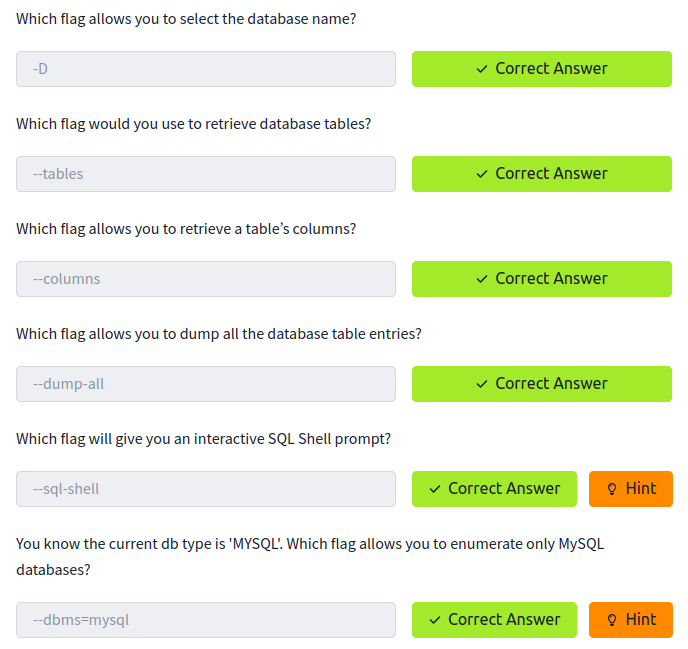 Which flag allows you to select the database name?
-D
Correct Answer
Which flag would you use to retrieve database tables?
--tables
Correct Answer
Which flag allows you to retrieve a table’s columns?
--columns
Correct Answer
Which flag allows you to dump all the database table entries?
--dump-all
Correct Answer
Which flag will give you an interactive SQL Shell prompt?
--sql-shell
Correct Answer
Hint
You know the current db type is 'MYSQL'. Which flag allows you to enumerate only MySQL
databases?
--dbms=mysql
Correct Answer
Hint